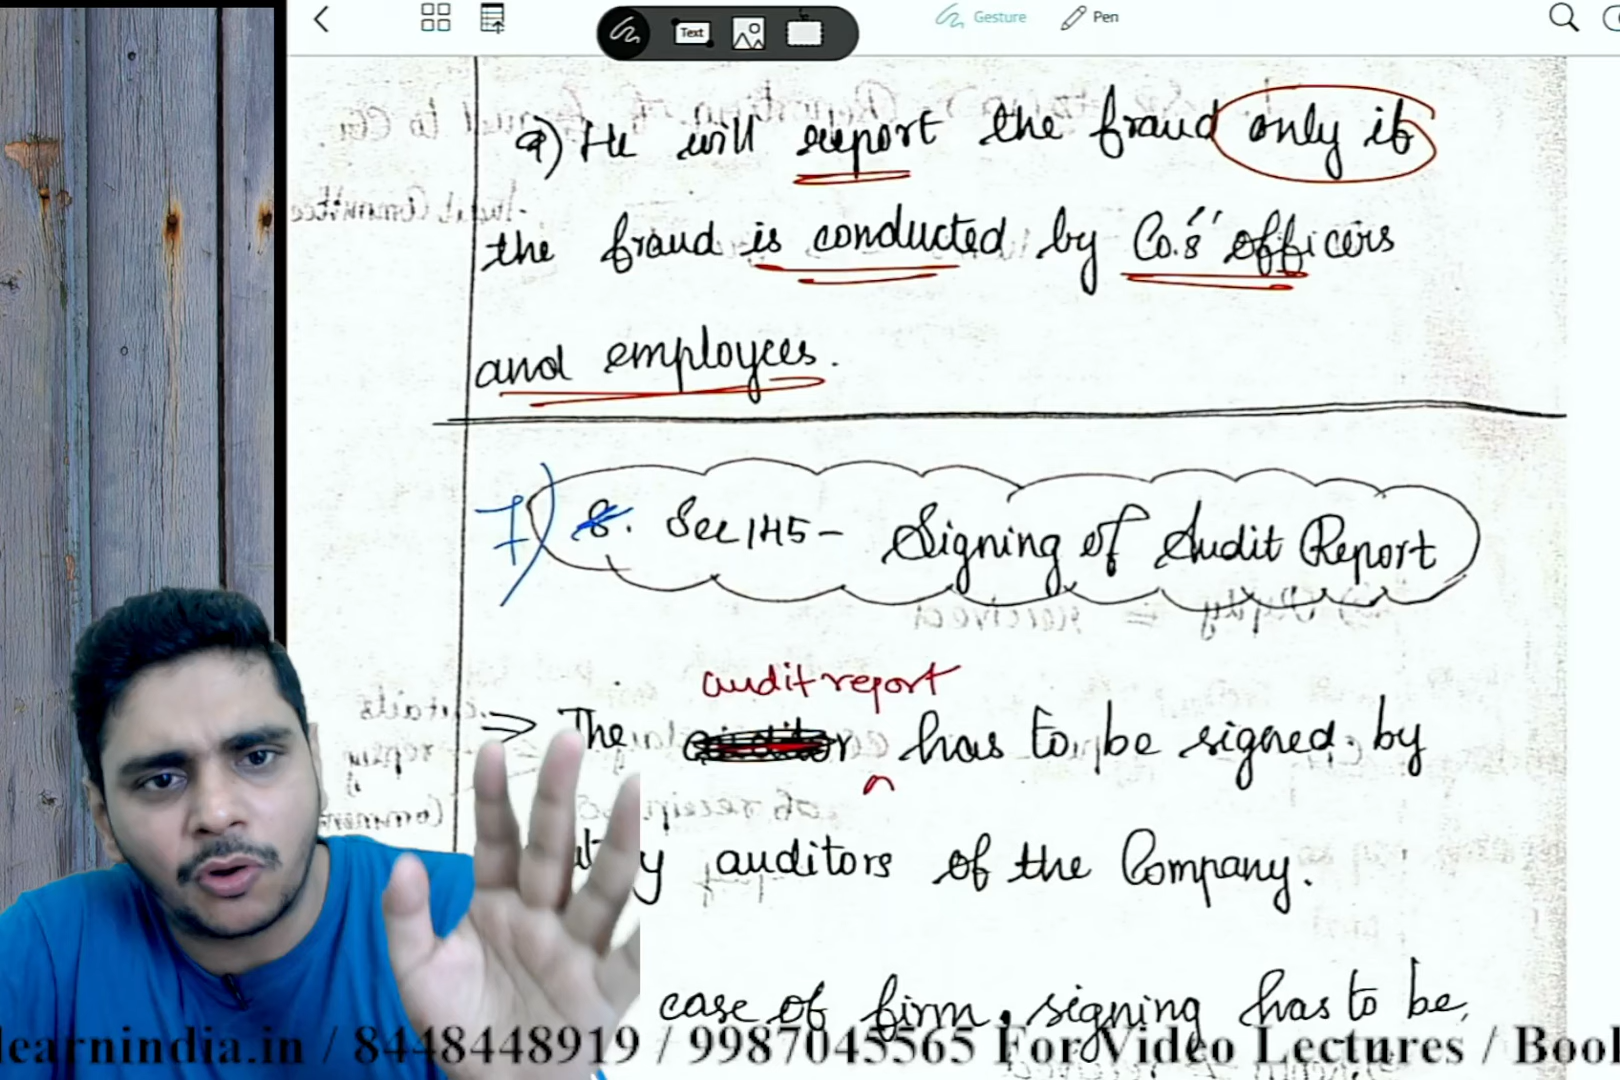 Text
Gesture
Pen
a) He will report the fraud only if
the fraud is conducted by Co.'s" officers
and employees.
7) 8. Sec 145 - Signing of Audit Report
audit report
⇒ The has to be signed by
auditors of the Company.
case of firm, signing has to be
learnindia.in / 8448448919 / 9987045565 For Video Lectures / Bool